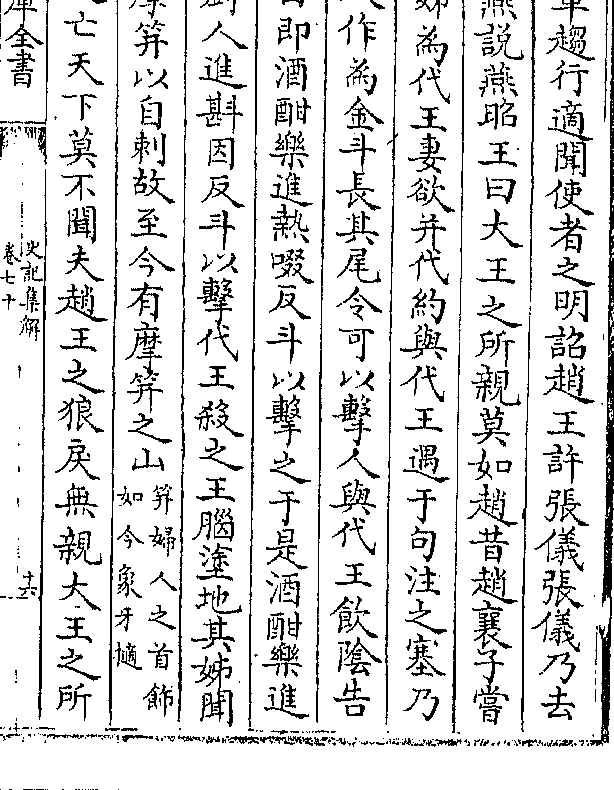 車趨行適聞使者之明詔趙王許張儀張儀乃去
燕說燕昭王曰大王之所親莫如趙昔趙襄子嘗
姊為代王妻欲并代約與代王遇于句注之塞乃
人作為金斗長其尾令可以擊人與代王飲隂告
即酒酣樂進熱啜反斗以擊之于是酒酣樂進
人進斟因反斗以擊代王殺之王腦塗地其姊聞
摩笄以自刺故至今有摩笄之山
笄婦人之首飾
如今象牙擿
亡天下莫不聞夫趙王之狼戾無親大王之所
庫全書
史記集解
卷七十
十六